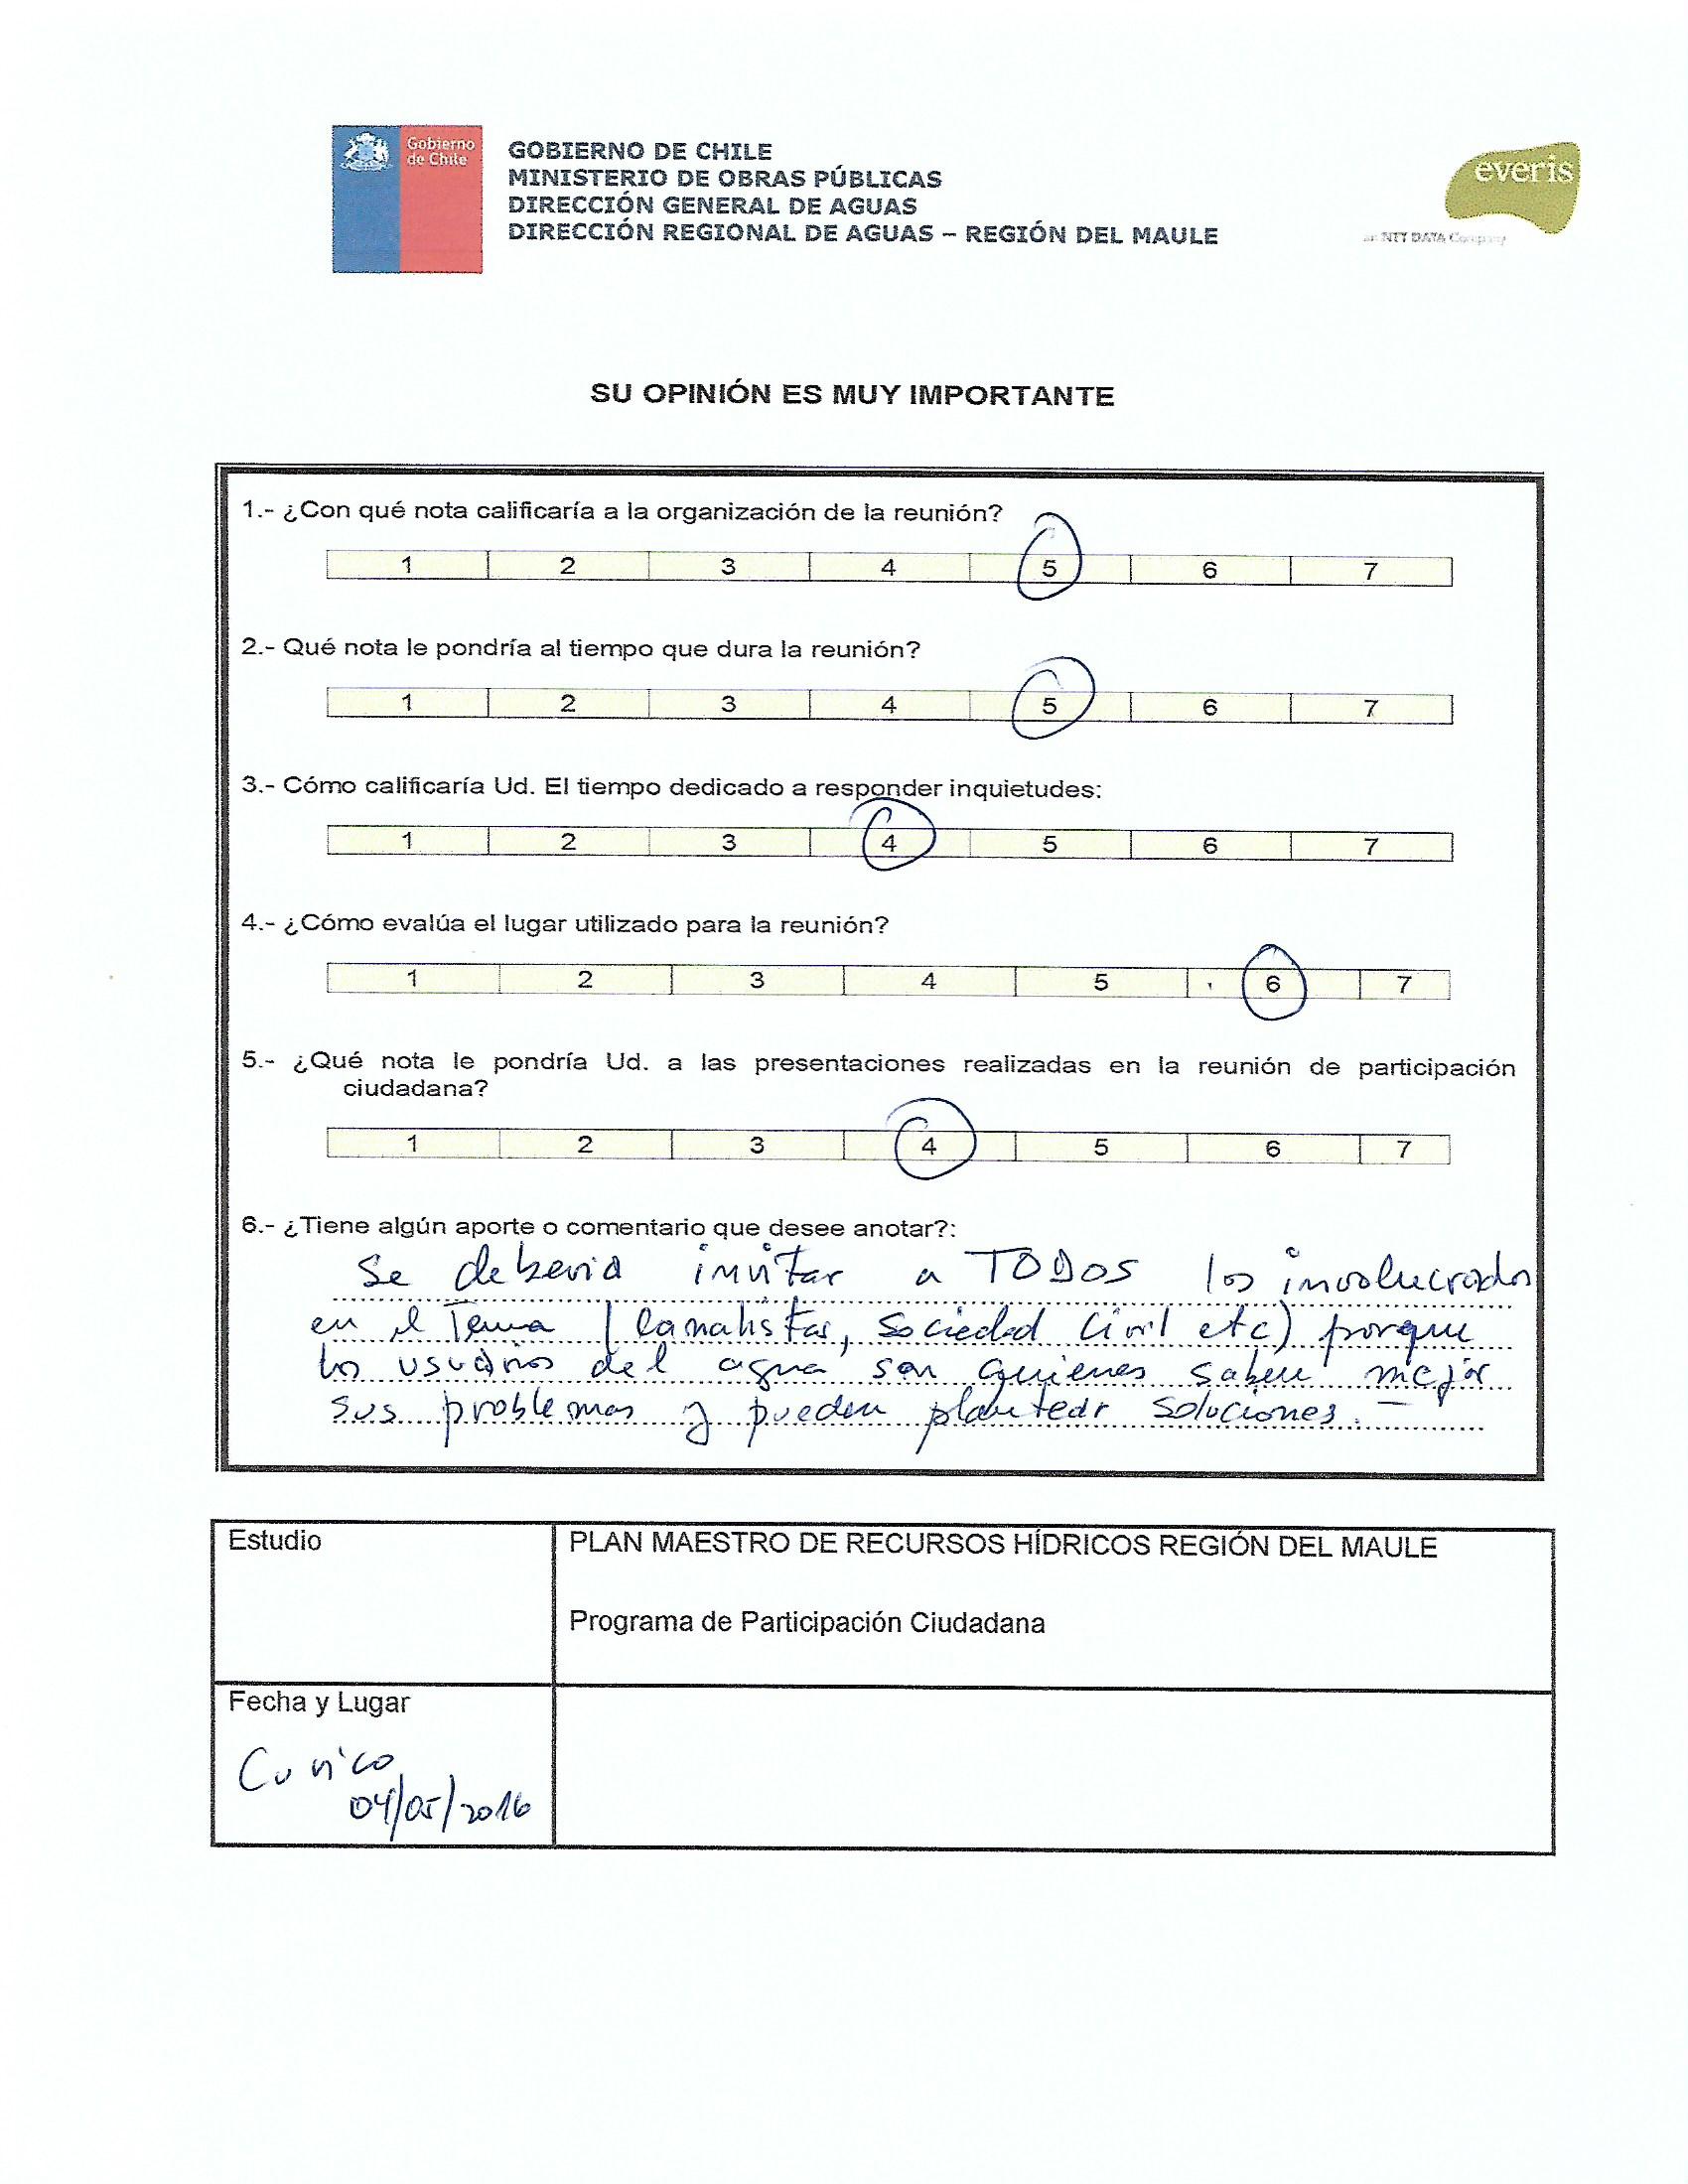 Gobierno
de Chile
GOBIERNO DE CHILE
MINISTERIO DE OBRAS PÚBLICAS
DIRECCIÓN GENERAL DE AGUAS
DIRECCIÓN REGIONAL DE AGUAS – REGIÓN DEL MAULE
everis
an NTT DATA Company
SU OPINIÓN ES MUY IMPORTANTE
1.- ¿Con qué nota calificaría a la organización de la reunión?
1 2 3 4 5 6 7
2.- Qué nota le pondría al tiempo que dura la reunión?
1 2 3 4 5 6 7
3.- Cómo calificaría Ud. El tiempo dedicado a responder inquietudes:
1 2 3 4 5 6 7
4.- ¿Cómo evalúa el lugar utilizado para la reunión?
1 2 3 4 5 6 7
5.- ¿Qué nota le pondría Ud. a las presentaciones realizadas en la reunión de participación
ciudadana?
1 2 3 4 5 6 7
6.- ¿Tiene algún aporte o comentario que desee anotar?:
Se deberia invitar a TODOS los involucrados
en el Tema (Canalistas, Sociedad Civil etc) porque
los usuarios del agua son quienes saben mejor
sus problemas y pueden plantear soluciones.–
Estudio
PLAN MAESTRO DE RECURSOS HÍDRICOS REGIÓN DEL MAULE
Programa de Participación Ciudadana
Fecha y Lugar
Curico
04/05/2016